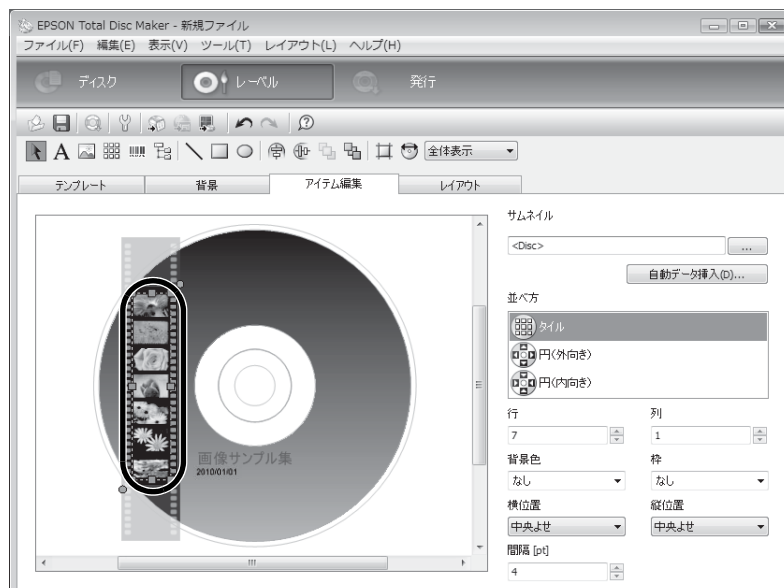 EPSON Total Disc Maker - 新規ファイル
ファイル(F) 編集(E) 表示(V) ツール(T) レイアウト(L) ヘルプ(H)
ディスク レーベル 発行
A 全体表示
テンプレート 背景 アイテム編集 レイアウト
サムネイル
<Disc> ...
自動データ挿入(D)...
並べ方
タイル
円(外向き)
円(内向き)
行 列
7 1
背景色 枠
なし なし
横位置 縦位置
中央よせ 中央よせ
間隔 [pt]
4
画像サンプル集
2010/01/01